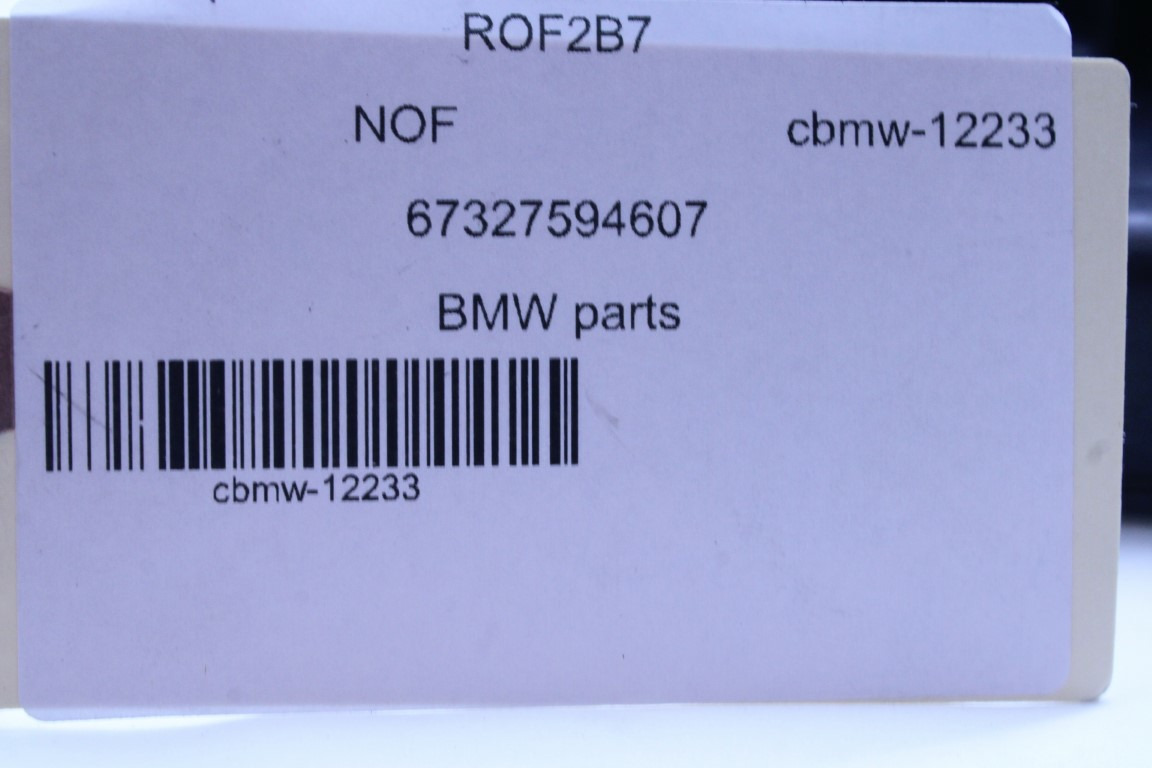 ROF2B7
NOF cbmw-12233
67327594607
BMW parts
cbmw-12233